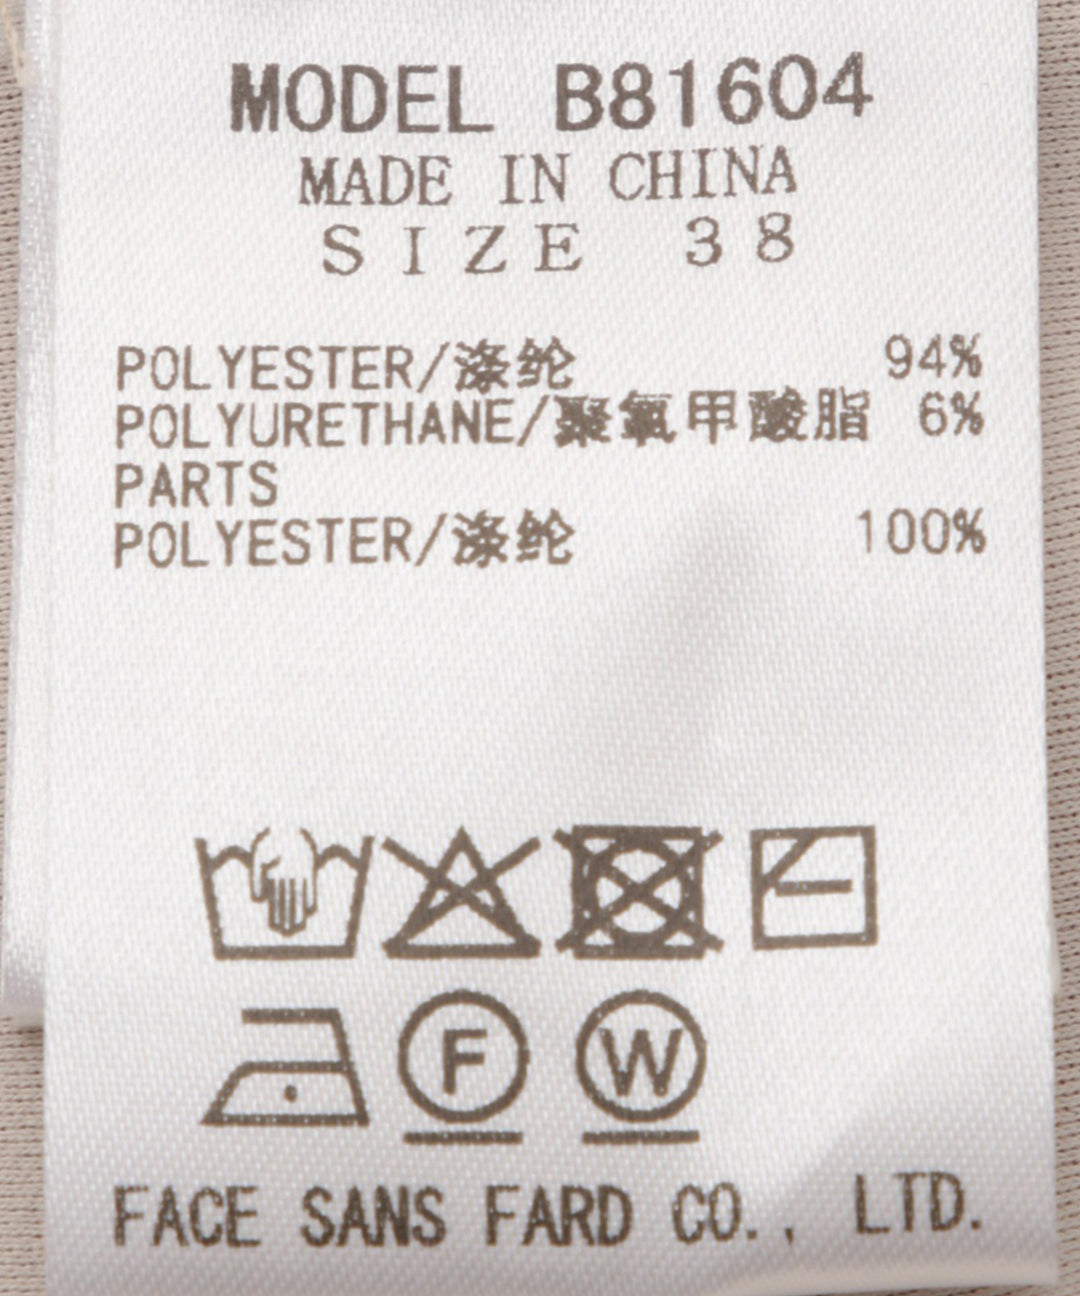 MODEL B81604
MADE IN CHINA
SIZE 38
POLYESTER/涤纶 94%
POLYURETHANE/聚氧甲酸脂 6%
PARTS
POLYESTER/涤纶 100%
F W
FACE SANS FARD CO., LTD.